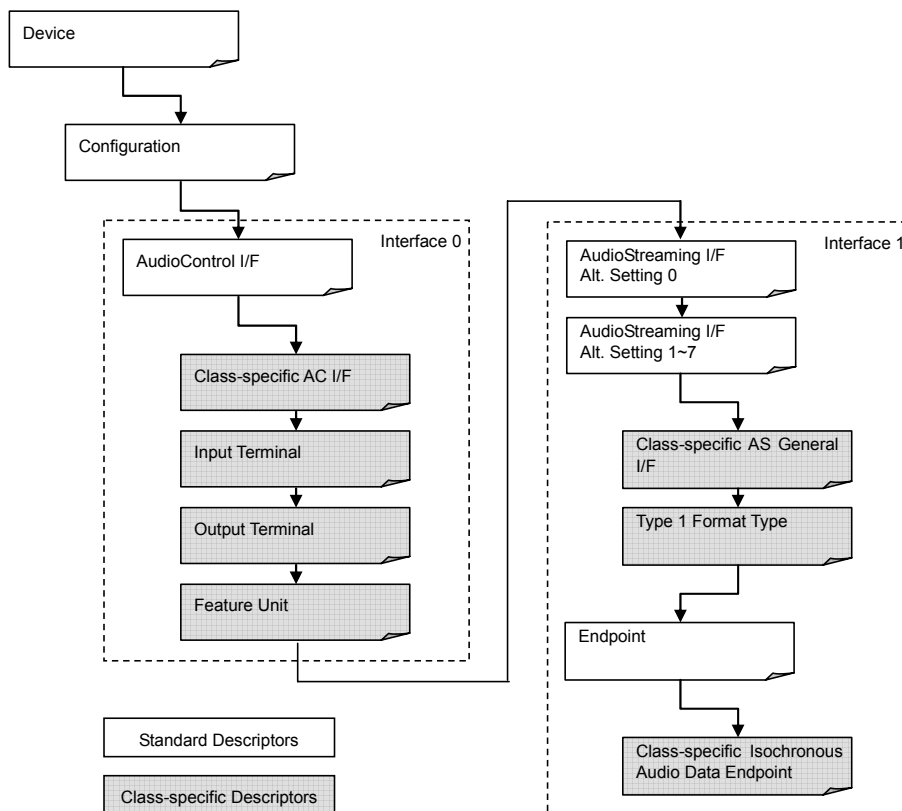 Device
Configuration
Interface 0
AudioControl I/F
Class-specific AC I/F
Input Terminal
Output Terminal
Feature Unit
Interface 1
AudioStreaming I/F
Alt. Setting 0
AudioStreaming I/F
Alt. Setting 1~7
Class-specific AS General
I/F
Type 1 Format Type
Endpoint
Class-specific Isochronous
Audio Data Endpoint
Standard Descriptors
Class-specific Descriptors